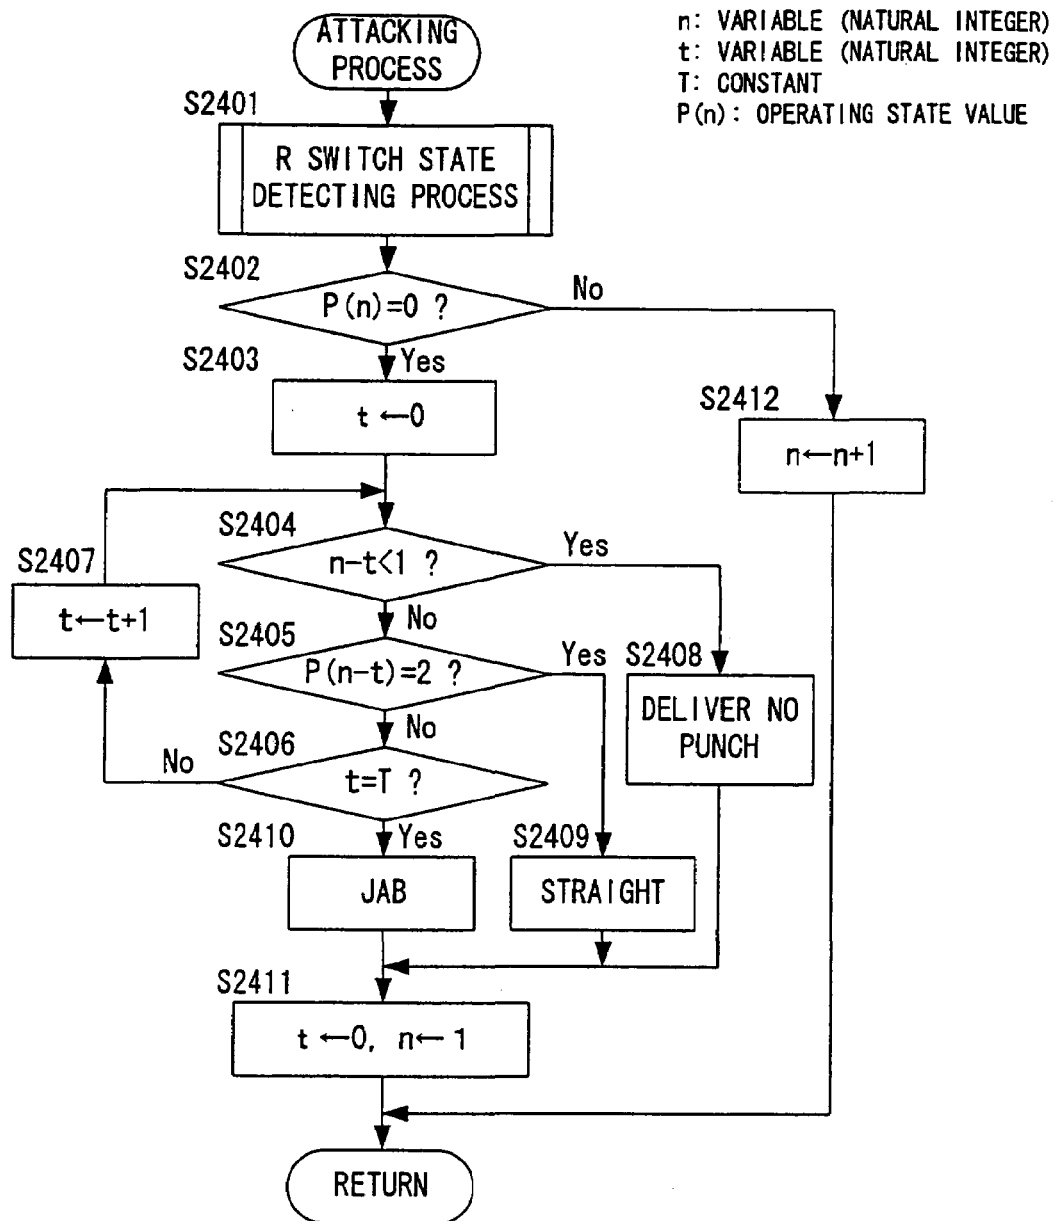 ATTACKING
PROCESS
n: VARIABLE (NATURAL INTEGER)
t: VARIABLE (NATURAL INTEGER)
T: CONSTANT
P(n): OPERATING STATE VALUE
S2401
R SWITCH STATE
DETECTING PROCESS
S2402
P(n)=0 ?
No
Yes
S2403
t←0
S2412
n←n+1
S2404
n-t<1 ?
Yes
No
S2407
t←t+1
S2405
P(n-t)=2 ?
Yes
No
S2408
DELIVER NO
PUNCH
S2406
t=T ?
No
Yes
S2410
JAB
S2409
STRAIGHT
S2411
t←0, n←1
RETURN